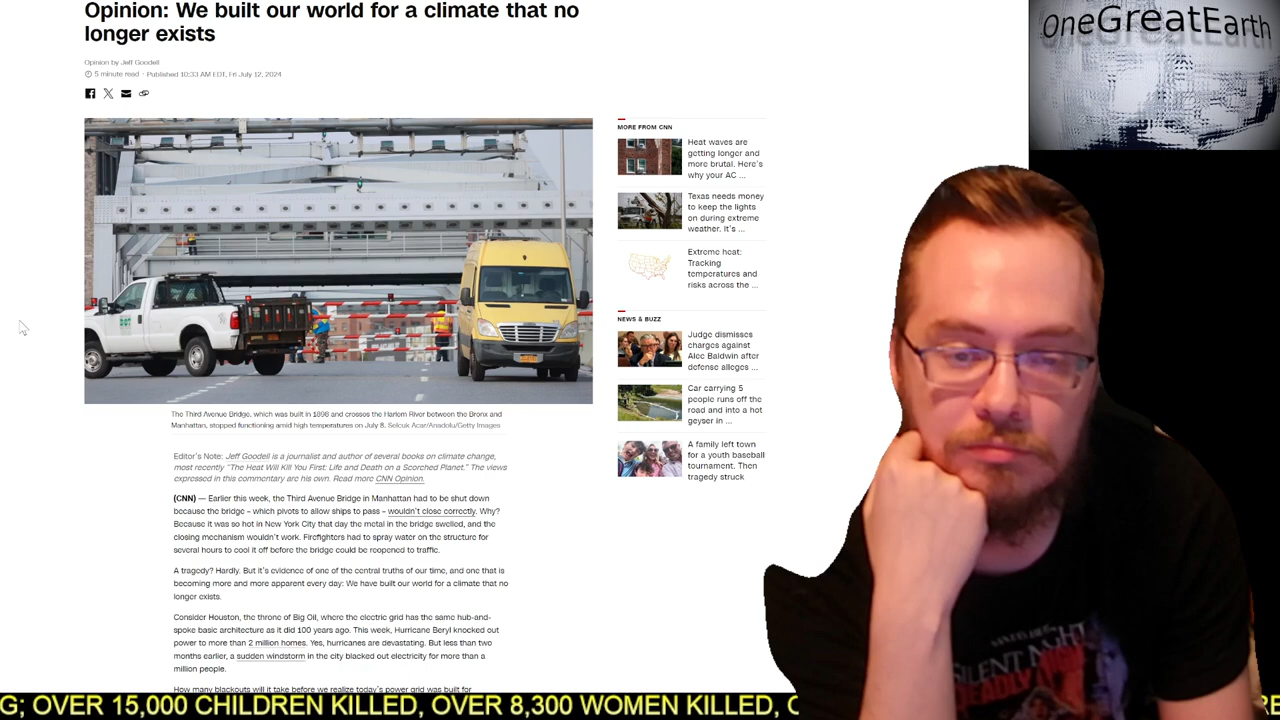 Opinion: We built our world for a climate that no
longer exists
Opinion by Jeff Goodell
5 minute read · Published 10:33 AM EDT, Fri July 12, 2024
The Third Avenue Bridge, which was built in 1898 and crosses the Harlem River between the Bronx and
Manhattan, stopped functioning amid high temperatures on July 8. Selcuk Acar/Anadolu/Getty Images
Editor's Note: Jeff Goodell is a journalist and author of several books on climate change,
most recently "The Heat Will Kill You First: Life and Death on a Scorched Planet." The views
expressed in this commentary are his own. Read more CNN Opinion.
(CNN) — Earlier this week, the Third Avenue Bridge in Manhattan had to be shut down
because the bridge – which pivots to allow ships to pass – wouldn't close correctly. Why?
Because it was so hot in New York City that day the metal in the bridge swelled, and the
closing mechanism wouldn't work. Firefighters had to spray water on the structure for
several hours to cool it off before the bridge could be reopened to traffic.
A tragedy? Hardly. But it's evidence of one of the central truths of our time, and one that is
becoming more and more apparent every day: We have built our world for a climate that no
longer exists.
Consider Houston, the throne of Big Oil, where the electric grid has the same hub-and-
spoke basic architecture as it did 100 years ago. This week, Hurricane Beryl knocked out
power to more than 2 million homes. Yes, hurricanes are devastating. But less than two
months earlier, a sudden windstorm in the city blacked out electricity for more than a
million people.
How many blackouts will it take before we realize today's power grid was built for
MORE FROM CNN
Heat waves are
getting longer and
more brutal. Here's
why your AC ...
Texas needs money
to keep the lights
on during extreme
weather. It's ...
Extreme heat:
Tracking
temperatures and
risks across the ...
NEWS & BUZZ
Judge dismisses
charges against
Alec Baldwin after
defense alleges ...
Car carrying 5
people runs off the
road and into a hot
geyser in ...
A family left town
for a youth baseball
tournament. Then
tragedy struck
OneGreatEarth
SILENT NIGHT
G; OVER 15,000 CHILDREN KILLED, OVER 8,300 WOMEN KILLED,